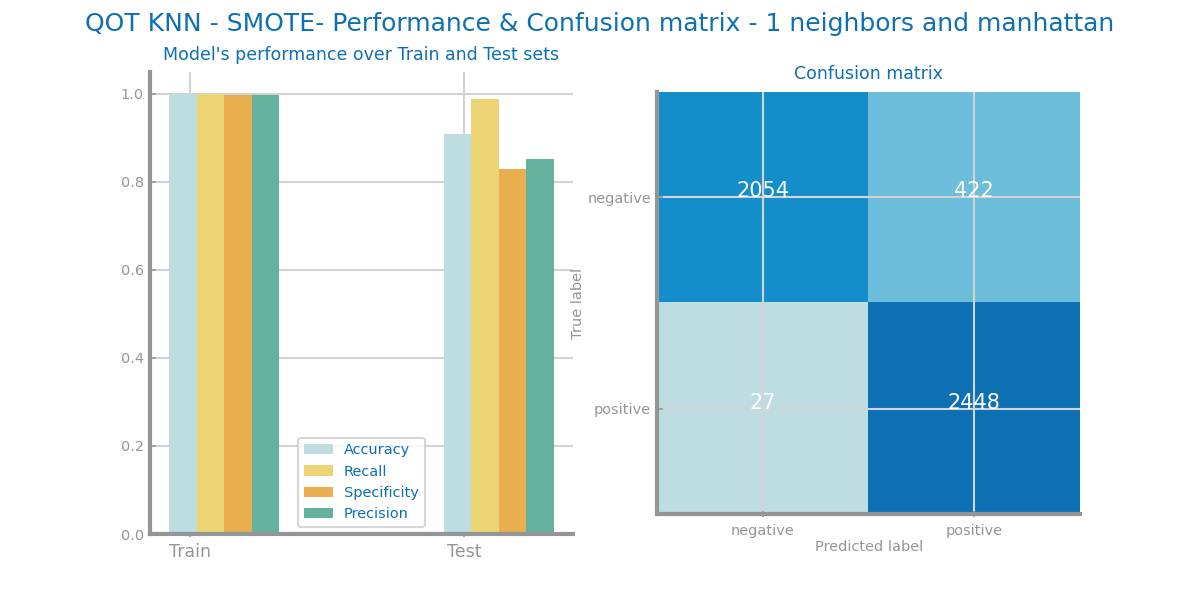 QOT KNN - SMOTE- Performance & Confusion matrix - 1 neighbors and manhattan
Model's performance over Train and Test sets
1.0
0.8
0.6
0.4
0.2
0.0
Train
Test
Accuracy
Recall
Specificity
Precision
Confusion matrix
True label
negative
positive
2054
422
27
2448
negative
positive
Predicted label